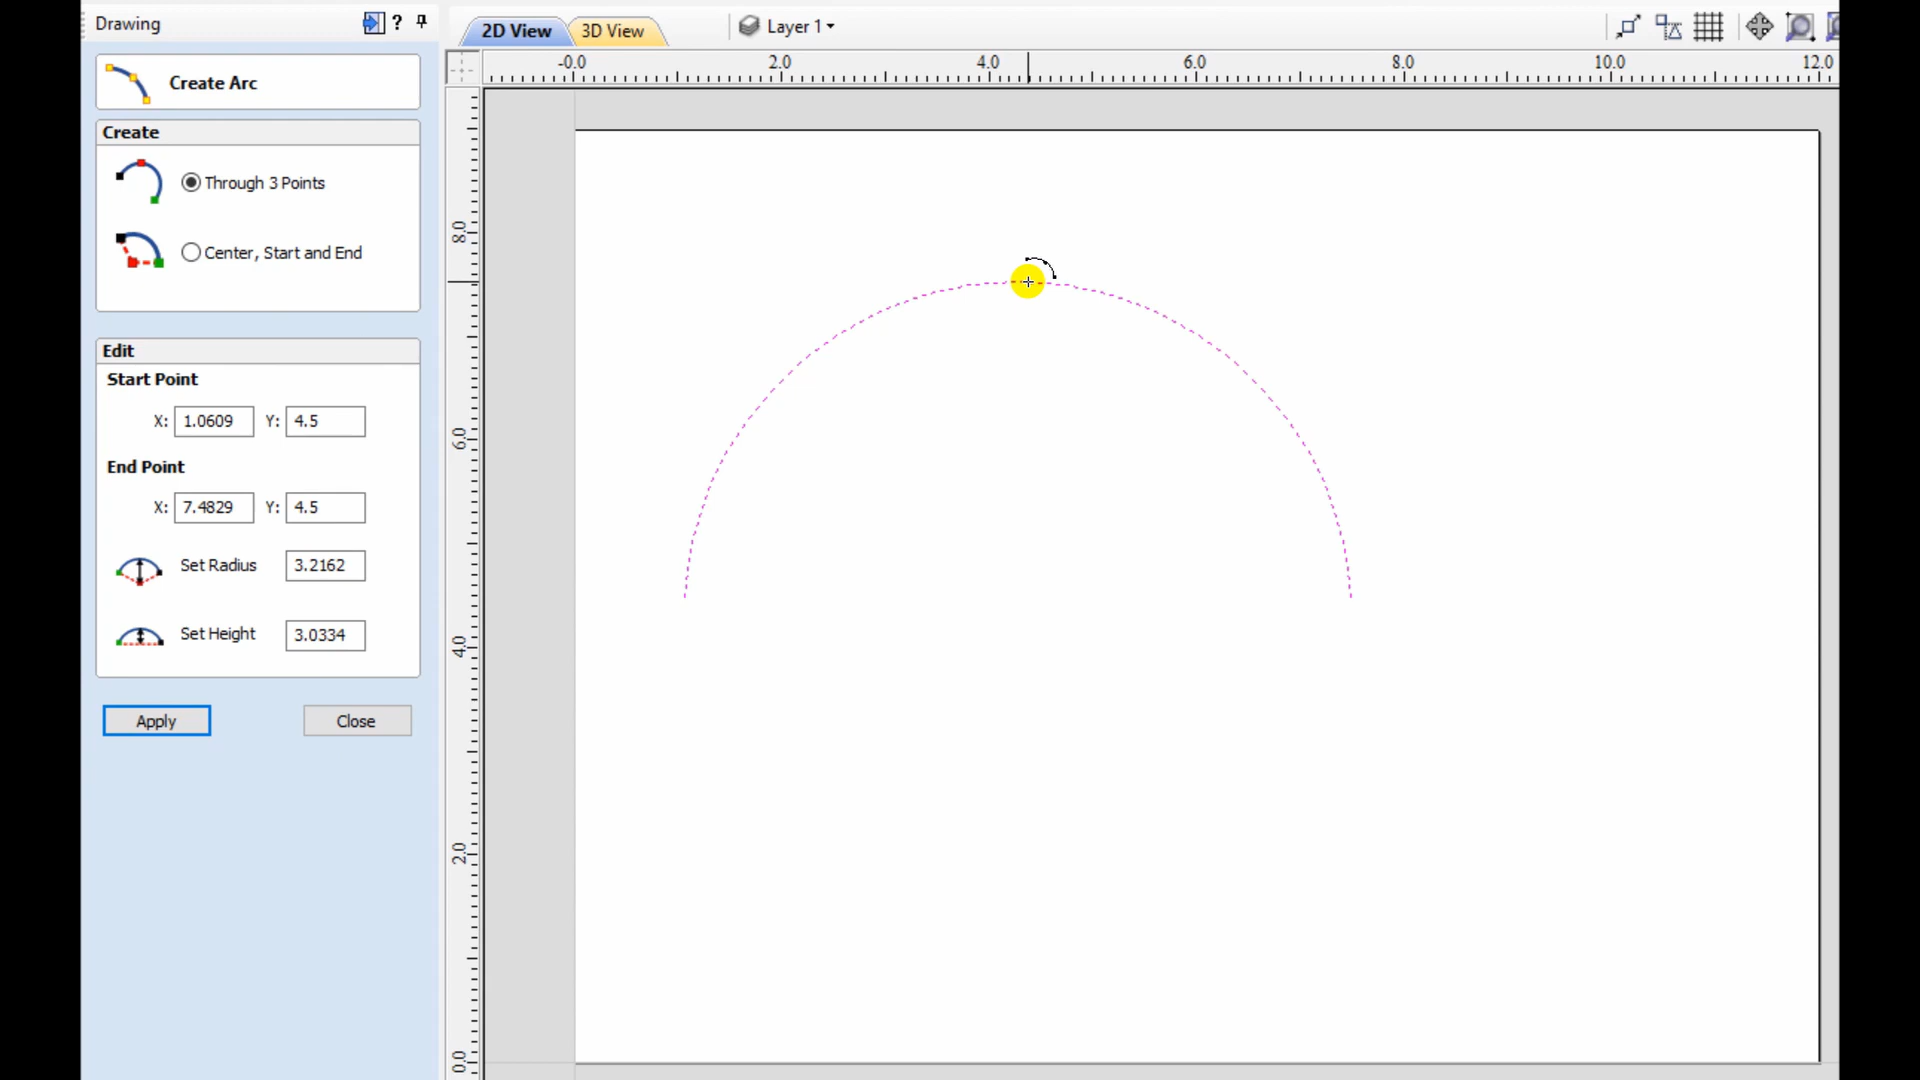 Drawing
?
2D View
3D View
Layer 1
Create Arc
Create
Through 3 Points
Center, Start and End
Edit
Start Point
X: 1.0609 Y: 4.5
End Point
X: 7.4829 Y: 4.5
Set Radius 3.2162
Set Height 3.0334
Apply
Close
-0.0 2.0 4.0 6.0 8.0 10.0 12.0
8.0
6.0
4.0
2.0
0.0